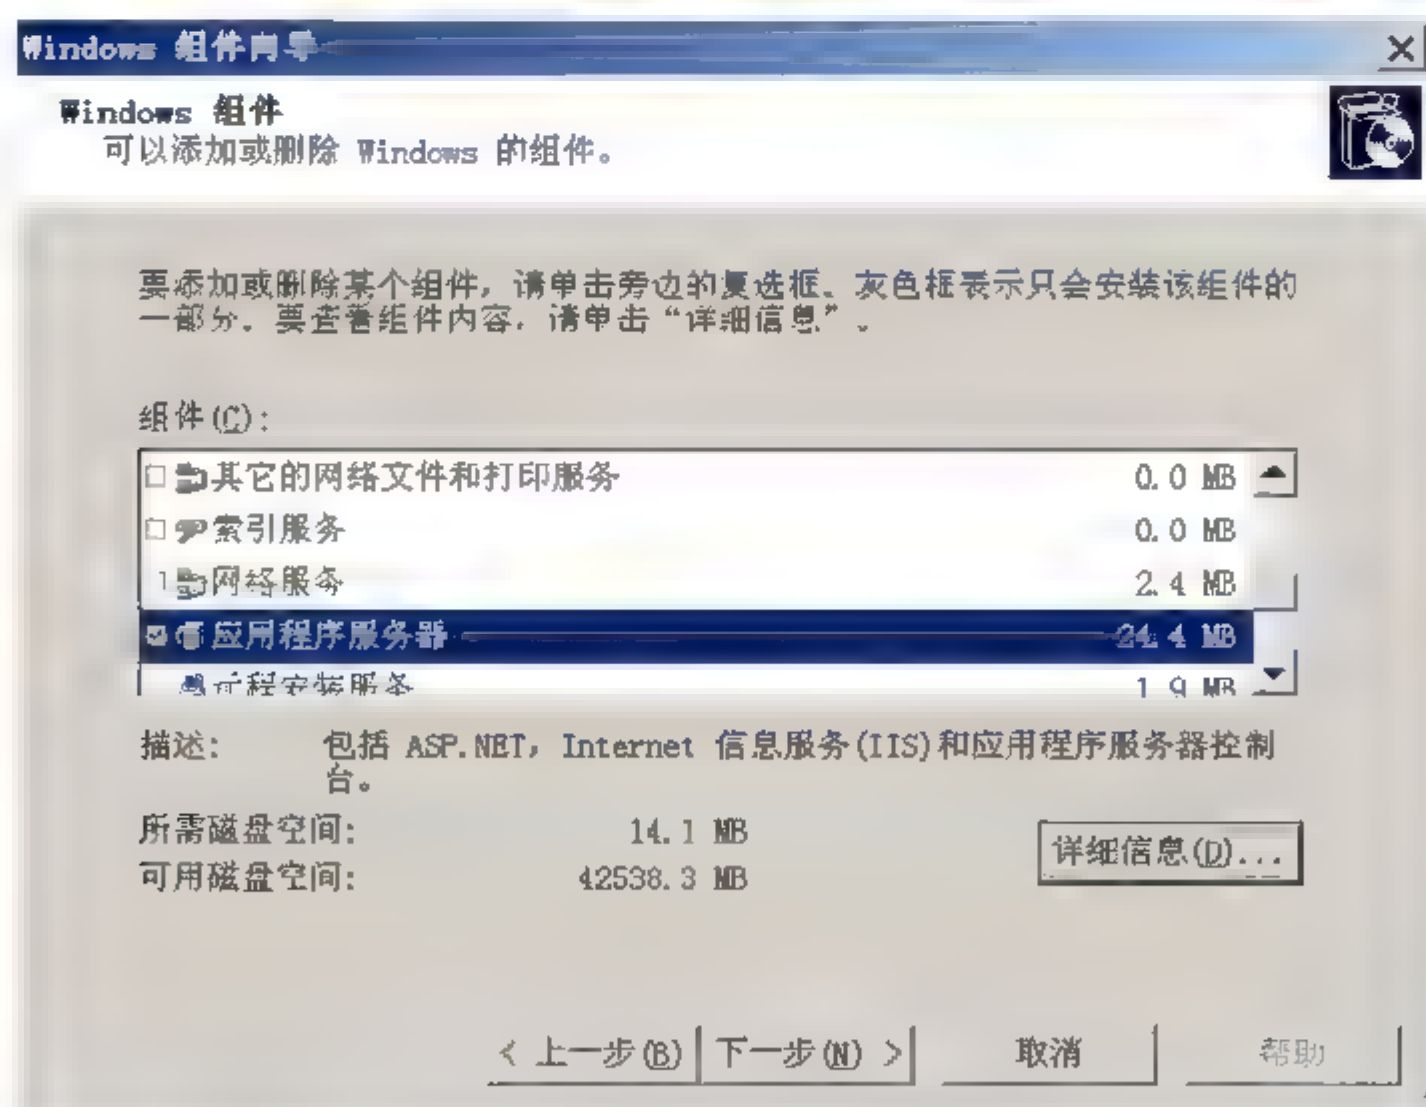 Windows 组件向导
Windows 组件
可以添加或删除 Windows 的组件。
要添加或删除某个组件，请单击旁边的复选框。灰色框表示只会安装该组件的
一部分。要查看组件内容，请单击“详细信息”。
组件(C):
其它的网络文件和打印服务 0.0 MB
索引服务 0.0 MB
网络服务 2.4 MB
应用程序服务器 24.4 MB
远程安装服务 1.9 MB
描述: 包括 ASP.NET, Internet 信息服务(IIS)和应用程序服务器控制
台。
所需磁盘空间: 14.1 MB
可用磁盘空间: 42538.3 MB
详细信息(D)...
< 上一步(B) 下一步(N) > 取消 帮助